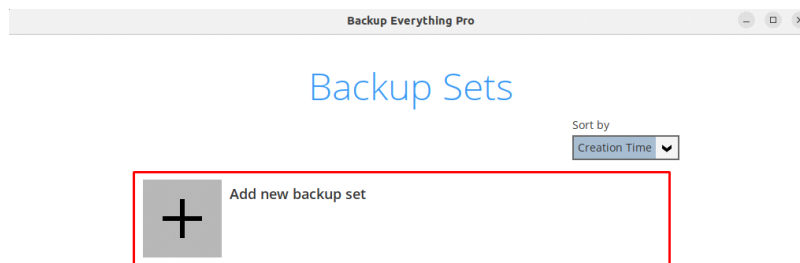 Backup Everything Pro
Backup Sets
Sort by
Creation Time
Add new backup set